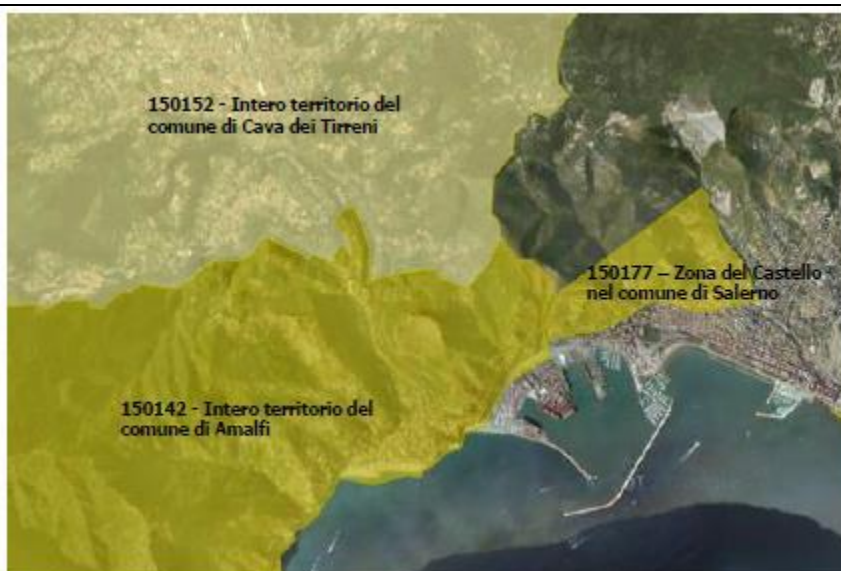 150152 - Intero territorio del
comune di Cava dei Tirreni
150177 – Zona del Castello
nel comune di Salerno
150142 - Intero territorio del
comune di Amalfi